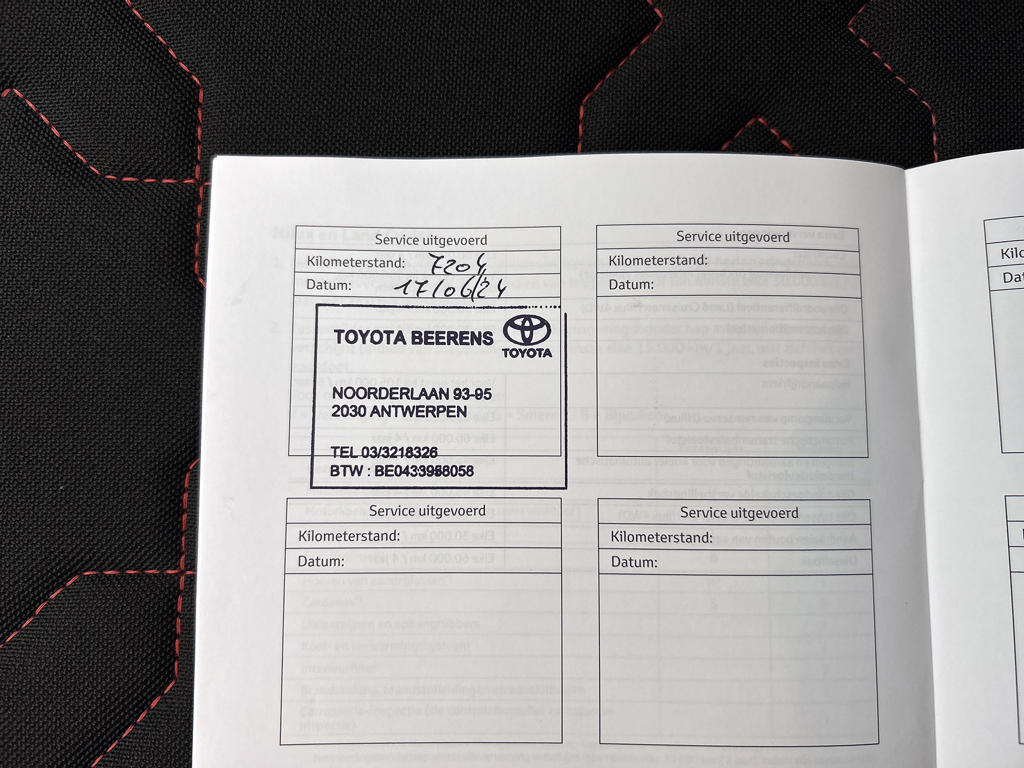 Service uitgevoerd
Kilometerstand: 7204
Datum: 17/06/24
TOYOTA BEERENS
TOYOTA
NOORDERLAAN 93-95
2030 ANTWERPEN
TEL 03/3218326
BTW : BE0433958058
Service uitgevoerd
Kilometerstand:
Datum:
Service uitgevoerd
Kilometerstand:
Datum:
Service uitgevoerd
Kilometerstand:
Datum: